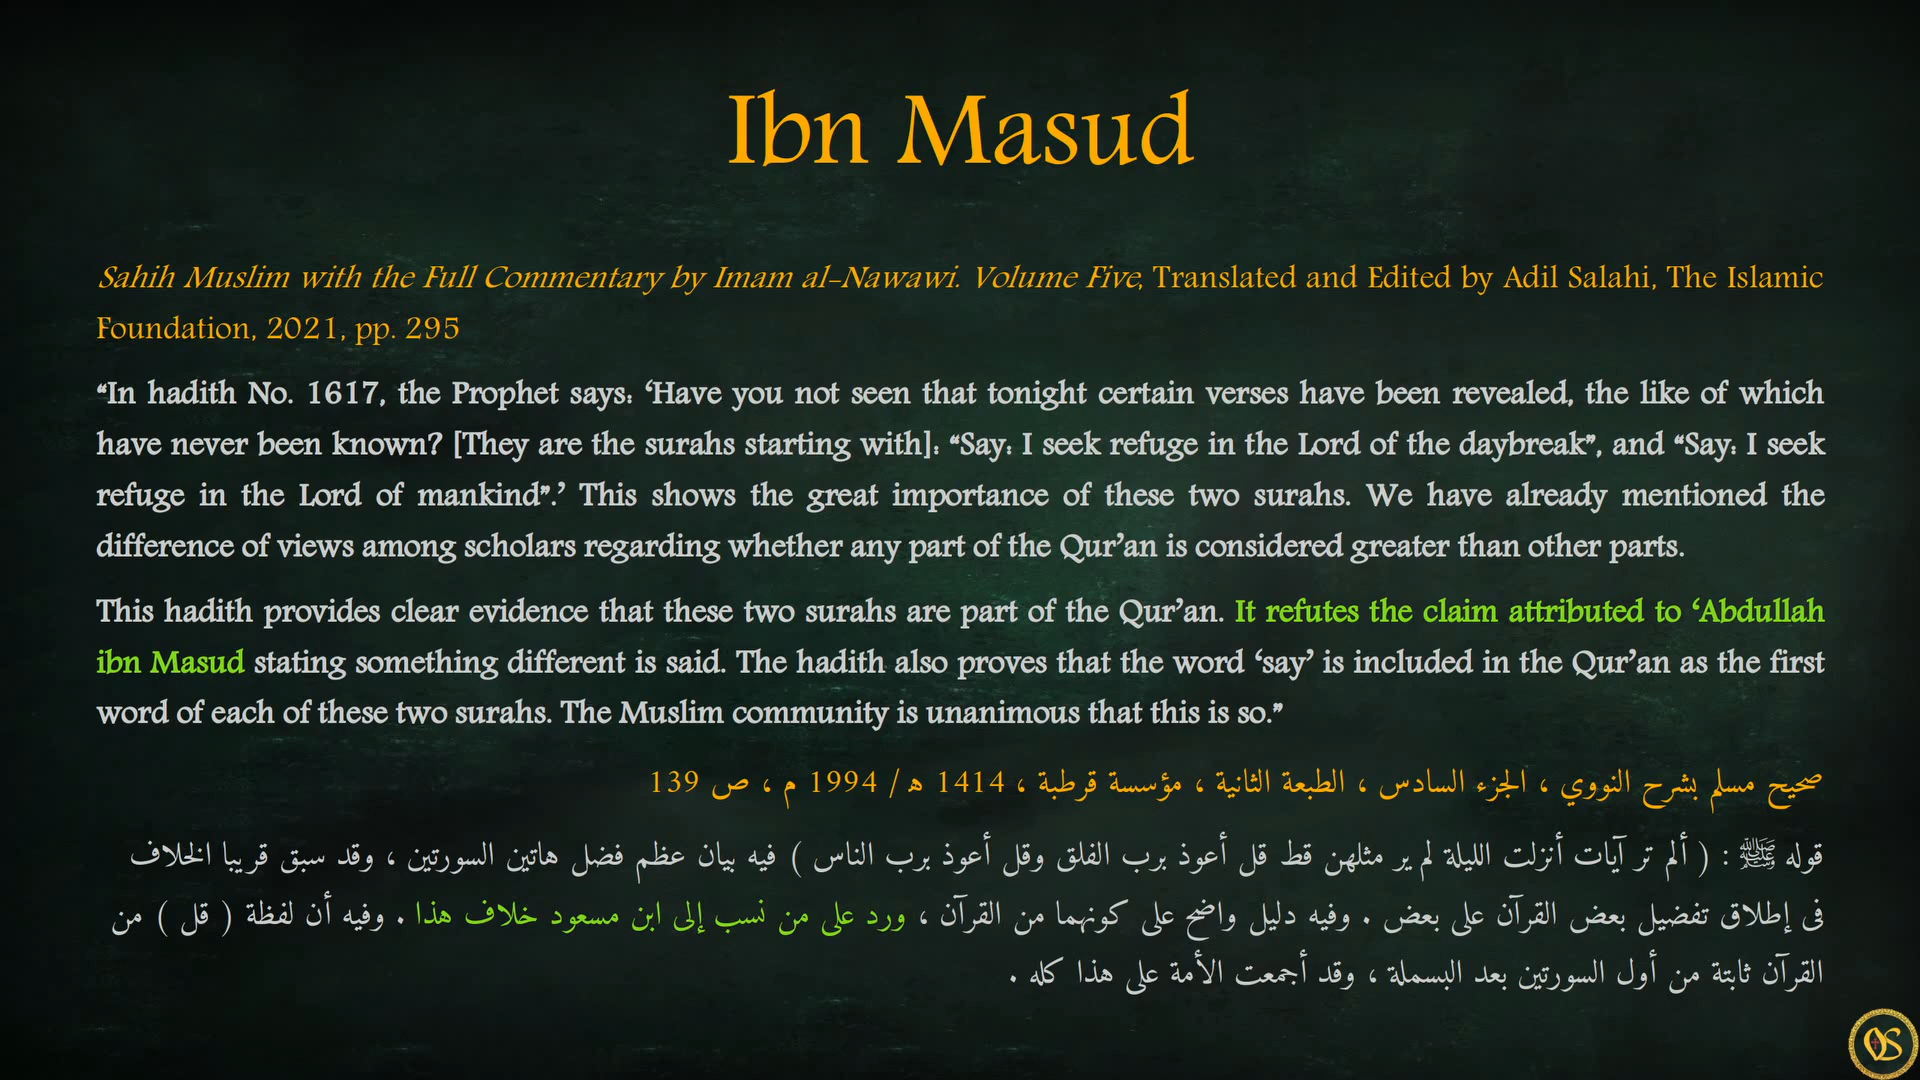 Ibn Masud
Sahih Muslim with the Full Commentary by Imam al-Nawawi. Volume Five, Translated and Edited by Adil Salahi, The Islamic
Foundation, 2021, pp. 295
“In hadith No. 1617, the Prophet says: ‘Have you not seen that tonight certain verses have been revealed, the like of which
have never been known? [They are the surahs starting with]: “Say: I seek refuge in the Lord of the daybreak”, and “Say: I seek
refuge in the Lord of mankind”.’ This shows the great importance of these two surahs. We have already mentioned the
difference of views among scholars regarding whether any part of the Qur’an is considered greater than other parts.
This hadith provides clear evidence that these two surahs are part of the Qur’an. It refutes the claim attributed to ‘Abdullah
ibn Masud stating something different is said. The hadith also proves that the word ‘say’ is included in the Qur’an as the first
word of each of these two surahs. The Muslim community is unanimous that this is so.”
صحيح مسلم بشرح النووي ، الجزء السادس ، الطبعة الثانية ، مؤسسة قرطبة ، 1414 ه / 1994 م ، ص 139
قوله ﷺ : ( ألم تر آيات أنزلت الليلة لم ير مثلهن قط قل أعوذ برب الفلق وقل أعوذ برب الناس ) فيه بيان عظم فضل هاتين السورتين ، وقد سبق قريبا الخلاف
فى إطلاق تفضيل بعض القرآن على بعض . وفيه دليل واضح على كونهما من القرآن ، ورد على من نسب إلى ابن مسعود خلاف هذا . وفيه أن لفظة ( قل ) من
القرآن ثابتة من أول السورتين بعد البسملة ، وقد أجمعت الأمة على هذا كله .